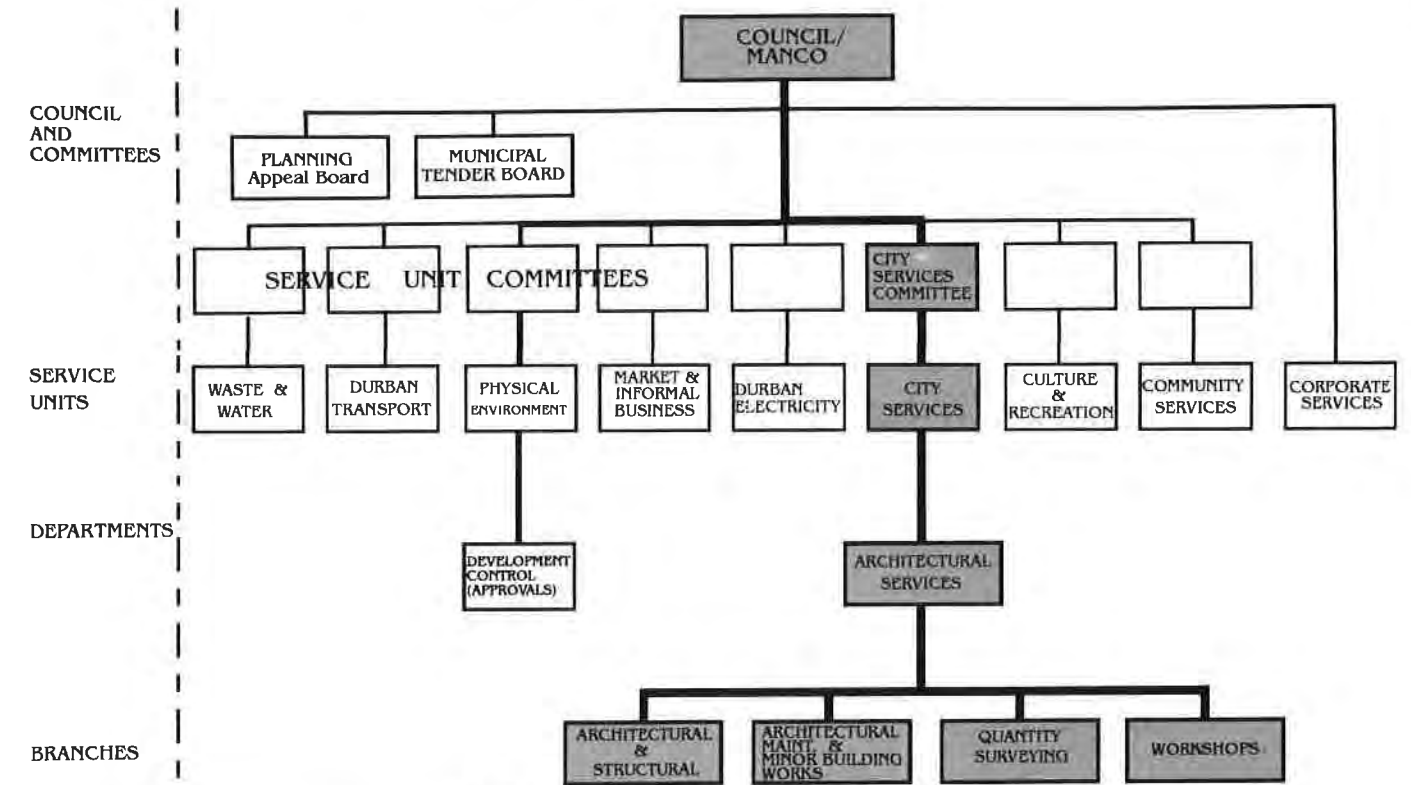 COUNCIL/
MANCO
COUNCIL
AND
COMMITTEES
PLANNING
Appeal Board
MUNICIPAL
TENDER BOARD
SERVICE UNIT COMMITTEES
CITY
SERVICES
COMMITTEE
SERVICE
UNITS
WASTE &
WATER
DURBAN
TRANSPORT
PHYSICAL
ENVIRONMENT
MARKET &
INFORMAL
BUSINESS
DURBAN
ELECTRICITY
CITY
SERVICES
CULTURE
&
RECREATION
COMMUNITY
SERVICES
CORPORATE
SERVICES
DEPARTMENTS
DEVELOPMENT
CONTROL
(APPROVALS)
ARCHITECTURAL
SERVICES
BRANCHES
ARCHITECTURAL
&
STRUCTURAL
ARCHITECTURAL
MAINT. &
MINOR BUILDING
WORKS
QUANTITY
SURVEYING
WORKSHOPS